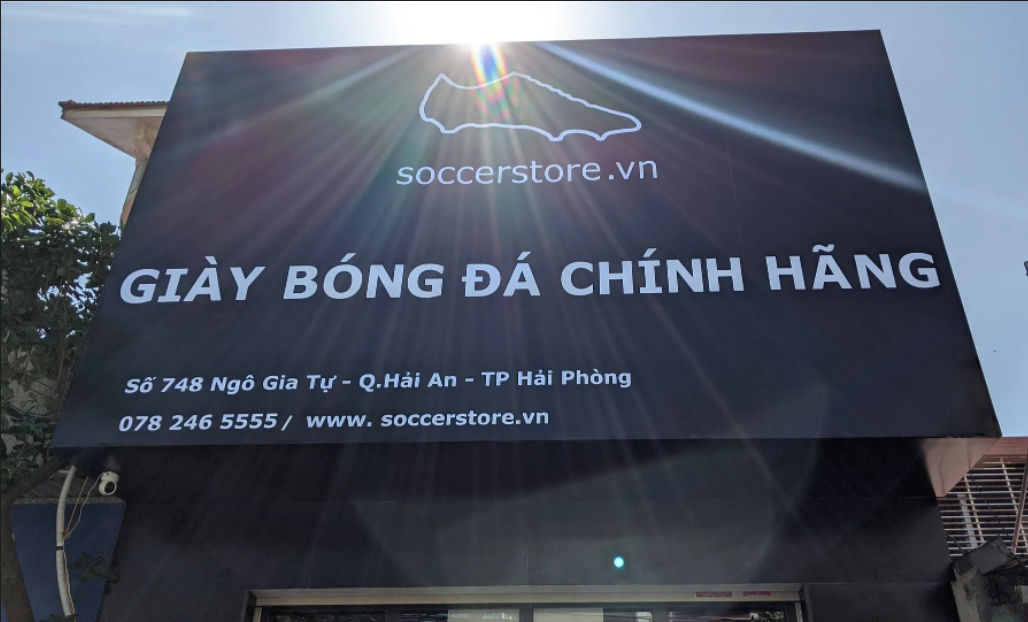 soccerstore.vn
GIÀY BÓNG ĐÁ CHÍNH HÃNG
Số 748 Ngô Gia Tự - Q.Hải An - TP Hải Phòng
078 246 5555 / www. soccerstore.vn